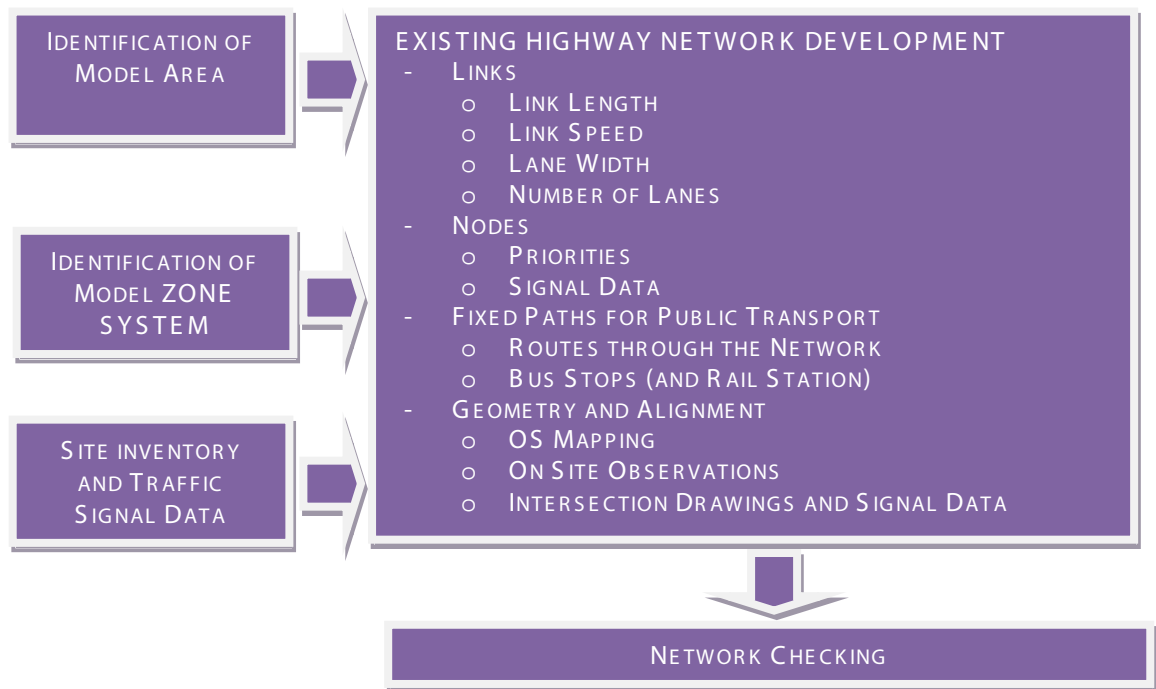 IDENTIFICATION OF
MODEL AREA
IDENTIFICATION OF
MODEL ZONE
SYSTEM
SITE INVENTORY
AND TRAFFIC
SIGNAL DATA
EXISTING HIGHWAY NETWORK DEVELOPMENT
- LINKS
o LINK LENGTH
o LINK SPEED
o LANE WIDTH
o NUMBER OF LANES
- NODES
o PRIORITIES
o SIGNAL DATA
- FIXED PATHS FOR PUBLIC TRANSPORT
o ROUTES THROUGH THE NETWORK
o BUS STOPS (AND RAIL STATION)
- GEOMETRY AND ALIGNMENT
o OS MAPPING
o ON SITE OBSERVATIONS
o INTERSECTION DRAWINGS AND SIGNAL DATA
NETWORK CHECKING